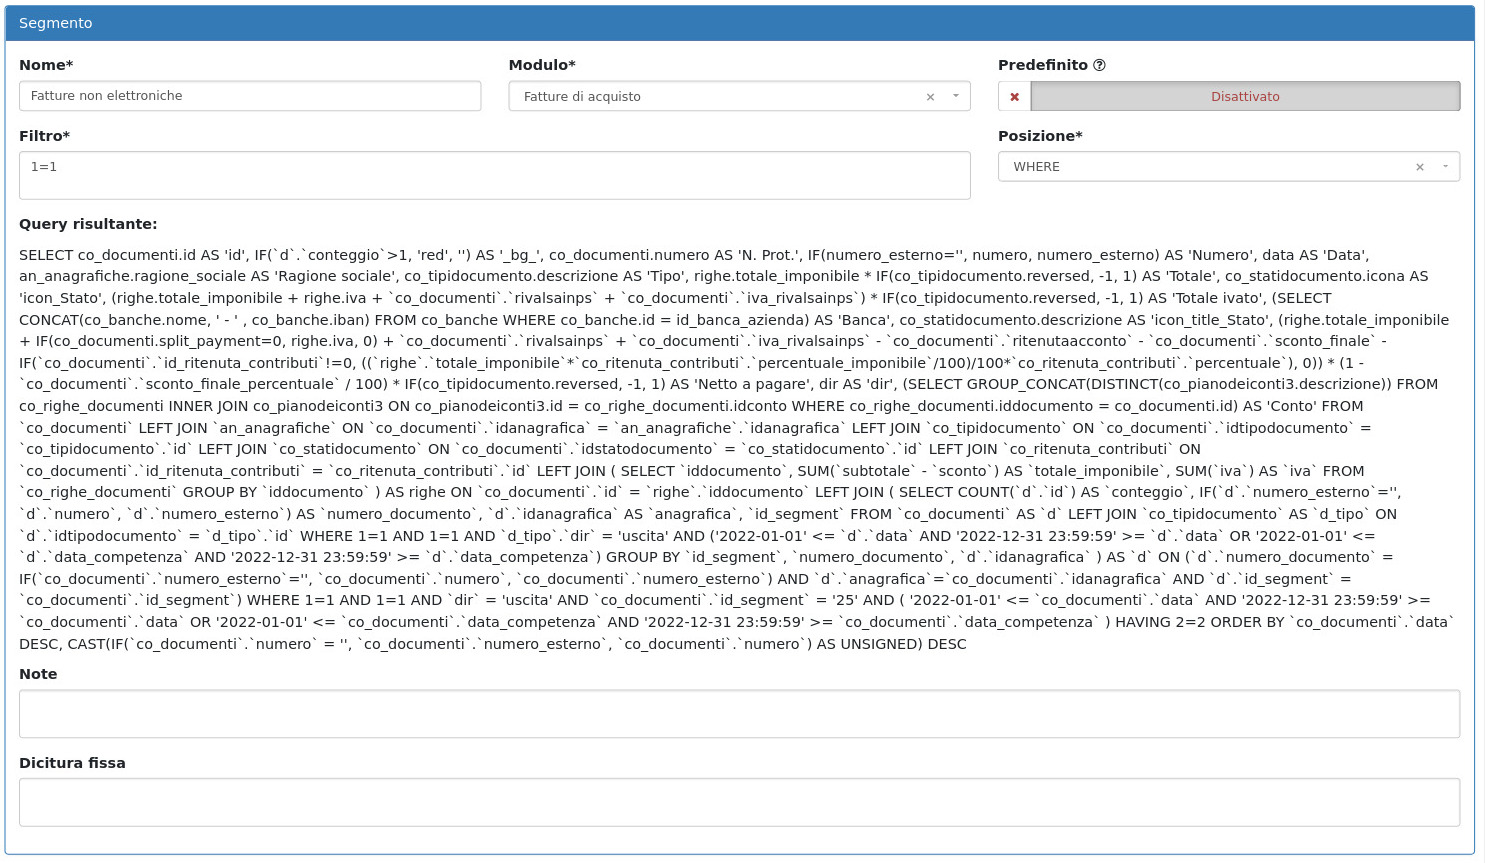 Segmento
Nome* Modulo* Predefinito
Fatture non elettroniche Fatture di acquisto × Disattivato
Filtro* Posizione*
1=1 WHERE ×
Query risultante:
SELECT co_documenti.id AS 'id', IF(`d`.`conteggio`>1, 'red', '') AS '_bg_', co_documenti.numero AS 'N. Prot.', IF(numero_esterno='', numero, numero_esterno) AS 'Numero', data AS 'Data',
an_anagrafiche.ragione_sociale AS 'Ragione sociale', co_tipidocumento.descrizione AS 'Tipo', righe.totale_imponibile * IF(co_tipidocumento.reversed, -1, 1) AS 'Totale', co_statidocumento.icona AS
'icon_Stato', (righe.totale_imponibile + righe.iva + `co_documenti`.`rivalsainps` + `co_documenti`.`iva_rivalsainps`) * IF(co_tipidocumento.reversed, -1, 1) AS 'Totale ivato', (SELECT
CONCAT(co_banche.nome, ' - ' , co_banche.iban) FROM co_banche WHERE co_banche.id = id_banca_azienda) AS 'Banca', co_statidocumento.descrizione AS 'icon_title_Stato', (righe.totale_imponibile
+ IF(co_documenti.split_payment=0, righe.iva, 0) + `co_documenti`.`rivalsainps` + `co_documenti`.`iva_rivalsainps` - `co_documenti`.`ritenutaacconto` - `co_documenti`.`sconto_finale` -
IF(`co_documenti`.`id_ritenuta_contributi`!=0, ((`righe`.`totale_imponibile`*`co_ritenuta_contributi`.`percentuale_imponibile`/100)/100*`co_ritenuta_contributi`.`percentuale`), 0)) * (1 -
`co_documenti`.`sconto_finale_percentuale` / 100) * IF(co_tipidocumento.reversed, -1, 1) AS 'Netto a pagare', dir AS 'dir', (SELECT GROUP_CONCAT(DISTINCT(co_pianodeiconti3.descrizione)) FROM
co_righe_documenti INNER JOIN co_pianodeiconti3 ON co_pianodeiconti3.id = co_righe_documenti.idconto WHERE co_righe_documenti.iddocumento = co_documenti.id) AS 'Conto' FROM
`co_documenti` LEFT JOIN `an_anagrafiche` ON `co_documenti`.`idanagrafica` = `an_anagrafiche`.`idanagrafica` LEFT JOIN `co_tipidocumento` ON `co_documenti`.`idtipodocumento` =
`co_tipidocumento`.`id` LEFT JOIN `co_statidocumento` ON `co_documenti`.`idstatodocumento` = `co_statidocumento`.`id` LEFT JOIN `co_ritenuta_contributi` ON
`co_documenti`.`id_ritenuta_contributi` = `co_ritenuta_contributi`.`id` LEFT JOIN ( SELECT `iddocumento`, SUM(`subtotale` - `sconto`) AS `totale_imponibile`, SUM(`iva`) AS `iva` FROM
`co_righe_documenti` GROUP BY `iddocumento` ) AS righe ON `co_documenti`.`id` = `righe`.`iddocumento` LEFT JOIN ( SELECT COUNT(`d`.`id`) AS `conteggio`, IF(`d`.`numero_esterno`='',
`d`.`numero`, `d`.`numero_esterno`) AS `numero_documento`, `d`.`idanagrafica` AS `anagrafica`, `id_segment` FROM `co_documenti` AS `d` LEFT JOIN `co_tipidocumento` AS `d_tipo` ON
`d`.`idtipodocumento` = `d_tipo`.`id` WHERE 1=1 AND 1=1 AND `d_tipo`.`dir` = 'uscita' AND ('2022-01-01' <= `d`.`data` AND '2022-12-31 23:59:59' >= `d`.`data` OR '2022-01-01' <=
`d`.`data_competenza` AND '2022-12-31 23:59:59' >= `d`.`data_competenza`) GROUP BY `id_segment`, `numero_documento`, `d`.`idanagrafica` ) AS `d` ON (`d`.`numero_documento` =
IF(`co_documenti`.`numero_esterno`='', `co_documenti`.`numero`, `co_documenti`.`numero_esterno`) AND `d`.`anagrafica`=`co_documenti`.`idanagrafica` AND `d`.`id_segment` =
`co_documenti`.`id_segment`) WHERE 1=1 AND 1=1 AND `dir` = 'uscita' AND `co_documenti`.`id_segment` = '25' AND ( '2022-01-01' <= `co_documenti`.`data` AND '2022-12-31 23:59:59' >=
`co_documenti`.`data` OR '2022-01-01' <= `co_documenti`.`data_competenza` AND '2022-12-31 23:59:59' >= `co_documenti`.`data_competenza` ) HAVING 2=2 ORDER BY `co_documenti`.`data`
DESC, CAST(IF(`co_documenti`.`numero` = '', `co_documenti`.`numero_esterno`, `co_documenti`.`numero`) AS UNSIGNED) DESC
Note
Dicitura fissa